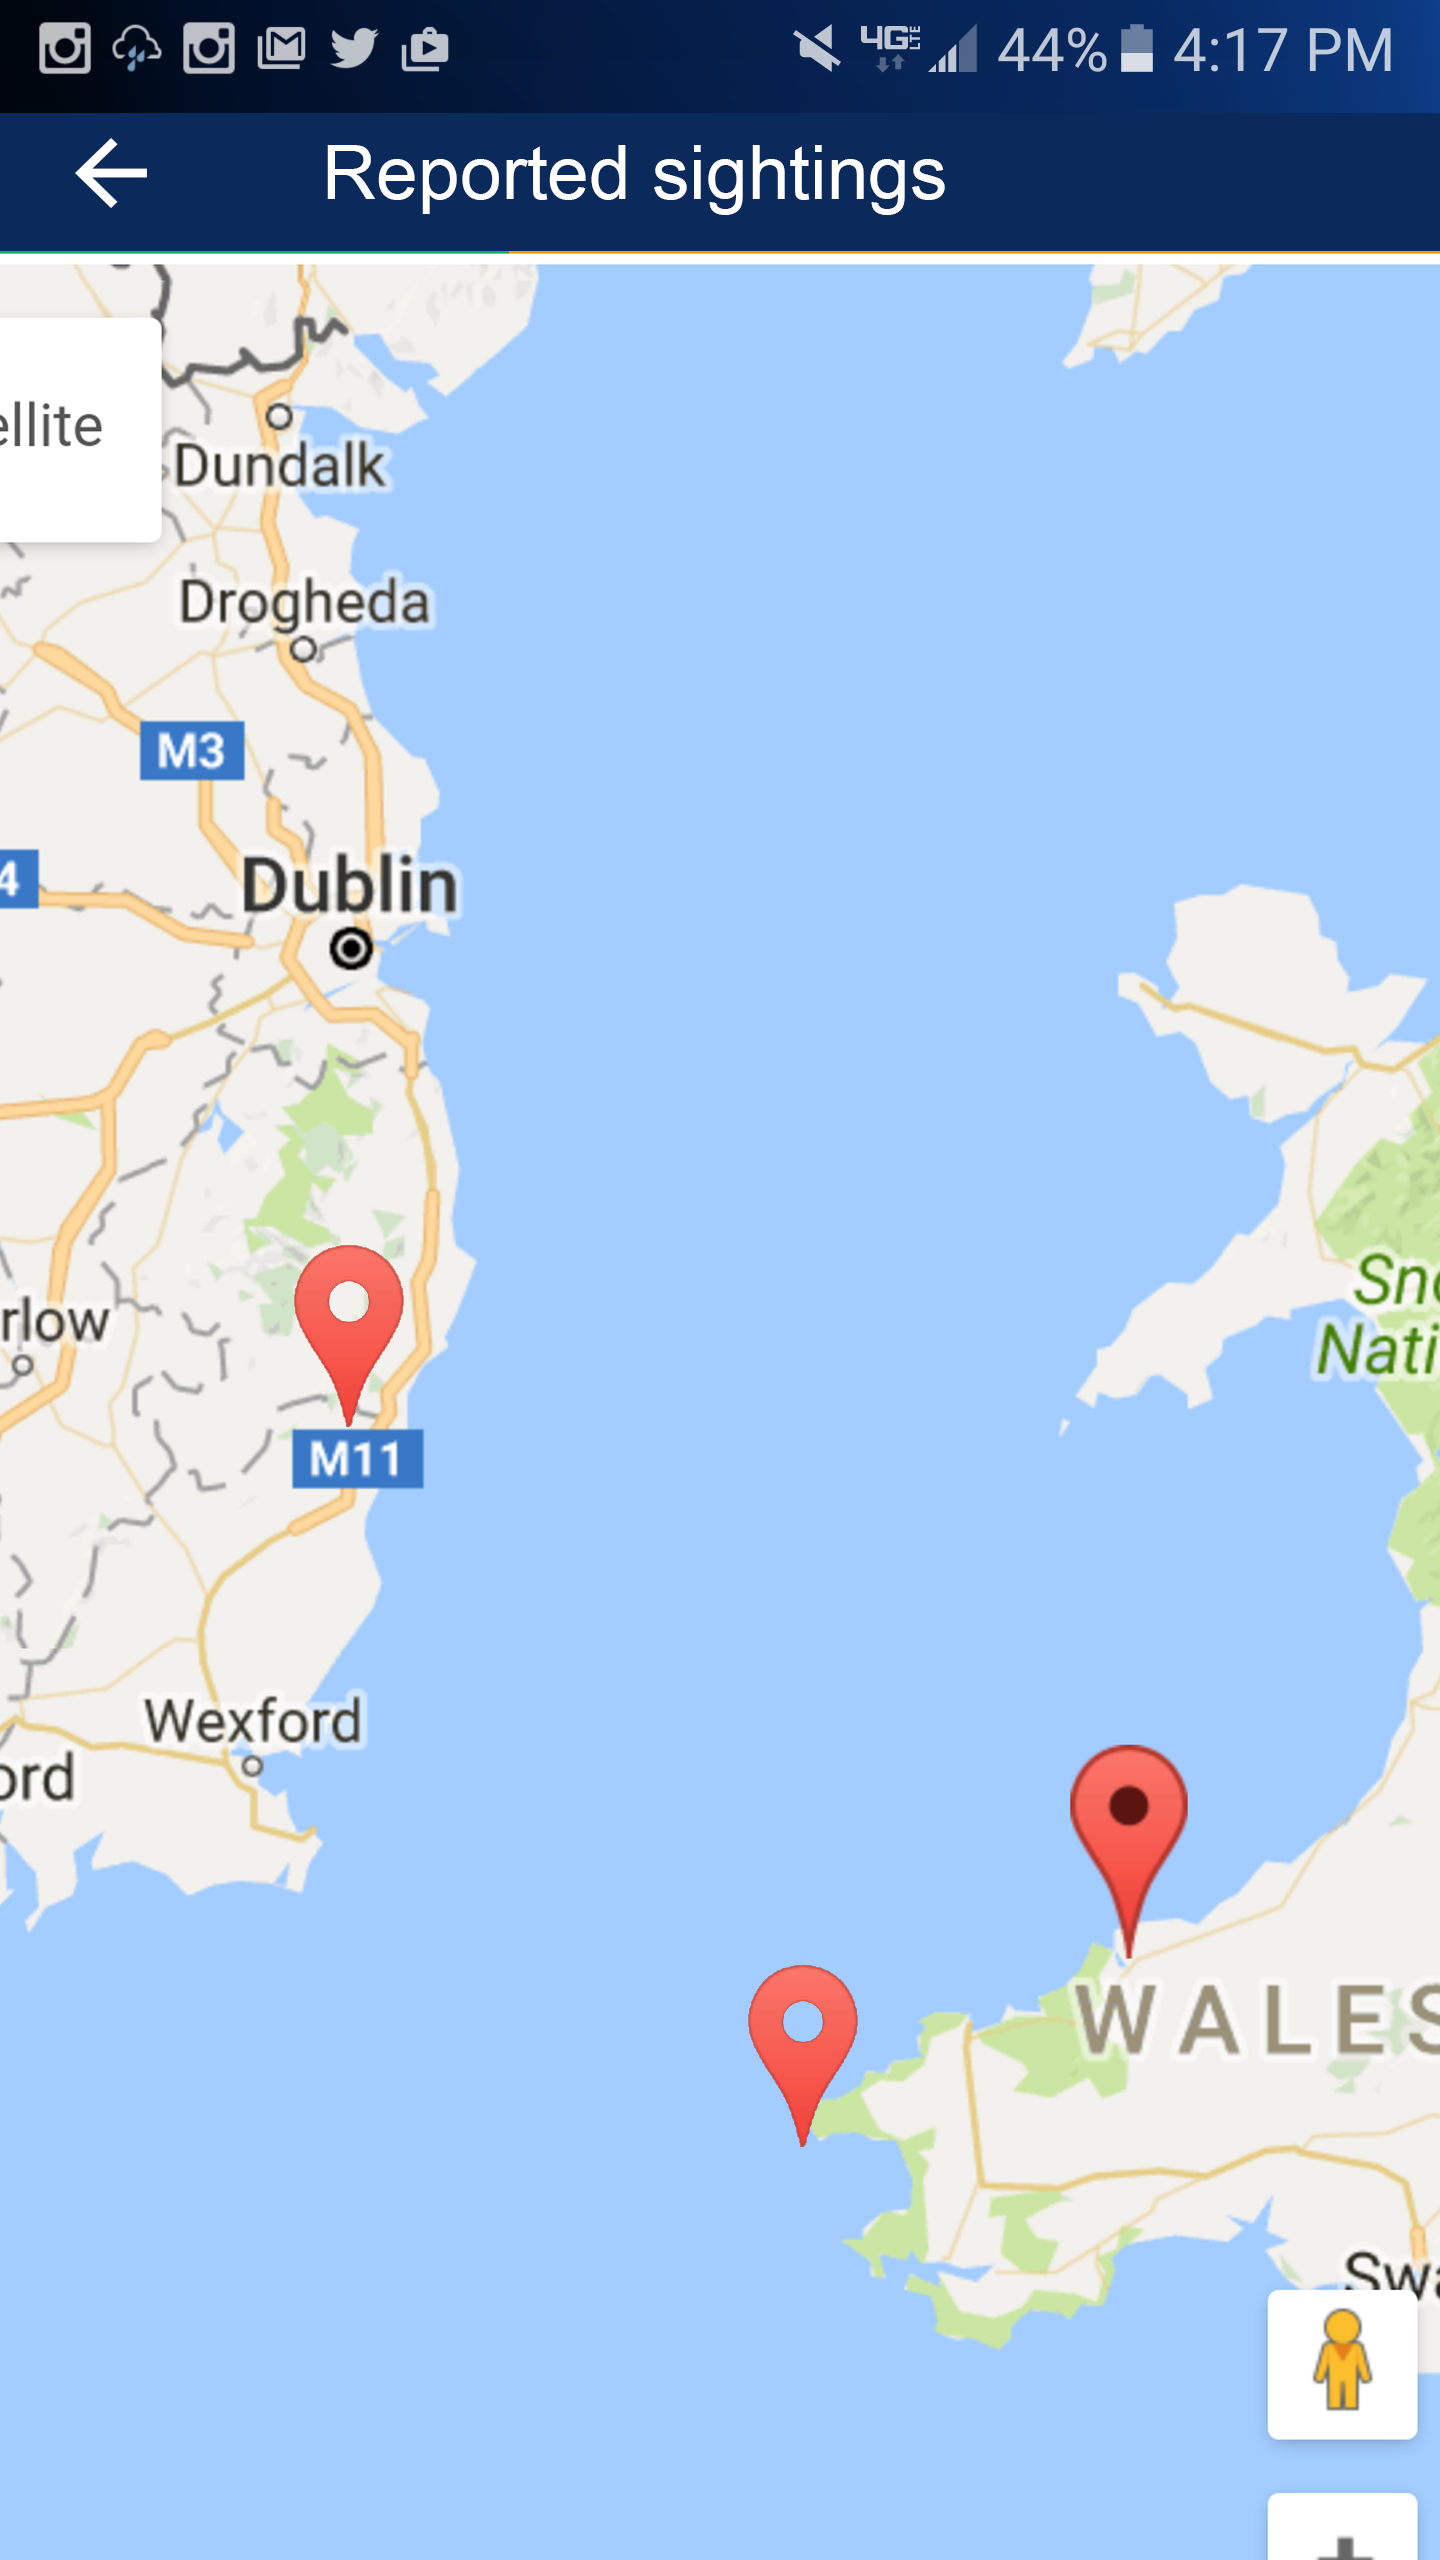 4G LTE 44% 4:17 PM
Reported sightings
ellite
Dundalk
Drogheda
M3
4
Dublin
Sno
Nati
rlow
M11
Wexford
ord
WALES
Swa